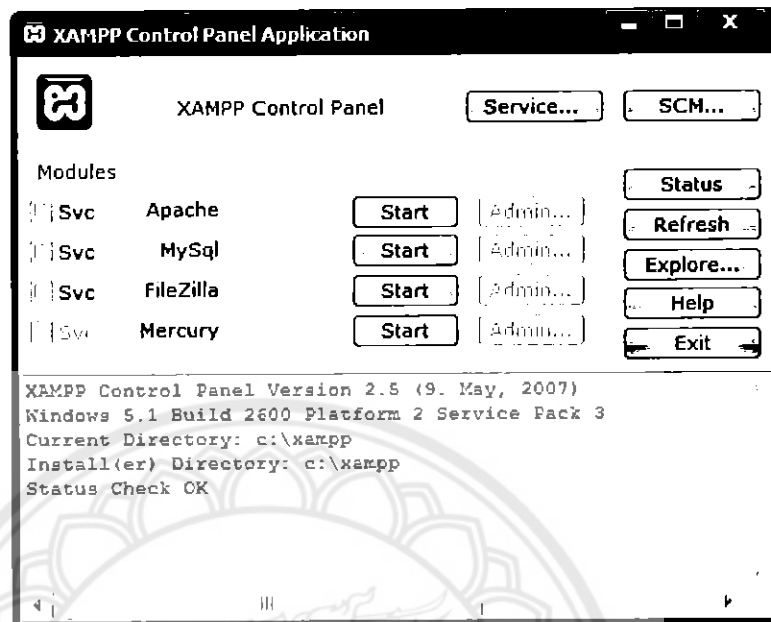 XAMPP Control Panel Application
XAMPP Control Panel Service... SCM...
Modules
Status
Svc Apache Start Admin...
Refresh
Svc MySql Start Admin...
Explore...
Svc FileZilla Start Admin...
Help
Svc Mercury Start Admin...
Exit
XAMPP Control Panel Version 2.5 (9. May, 2007)
Windows 5.1 Build 2600 Platform 2 Service Pack 3
Current Directory: c:\xampp
Install(er) Directory: c:\xampp
Status Check OK